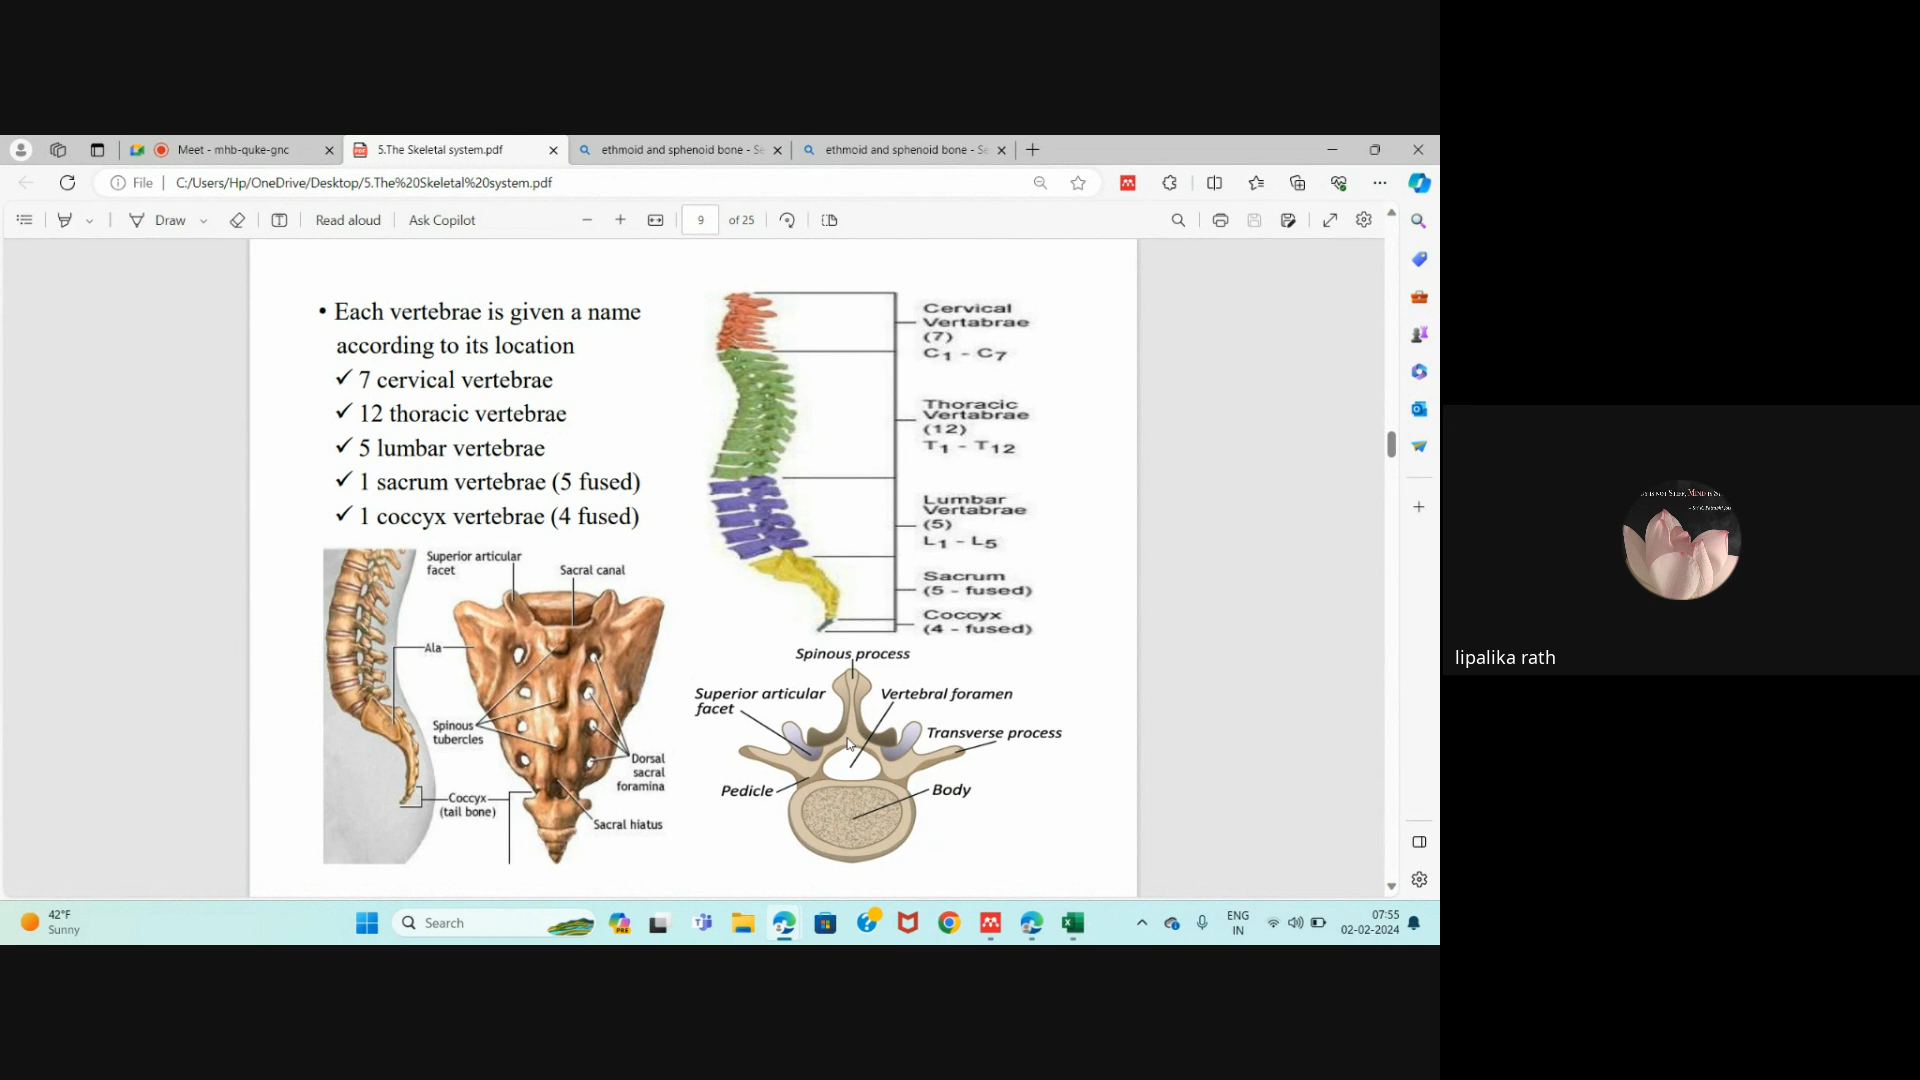 Meet - mhb-quke-gnc
5.The Skeletal system.pdf
ethmoid and sphenoid bone - Se
ethmoid and sphenoid bone - Se
File
C:/Users/Hp/OneDrive/Desktop/5.The%20Skeletal%20system.pdf
Draw
Read aloud
Ask Copilot
9
of 25
• Each vertebrae is given a name
according to its location
✓ 7 cervical vertebrae
✓ 12 thoracic vertebrae
✓ 5 lumbar vertebrae
✓ 1 sacrum vertebrae (5 fused)
✓ 1 coccyx vertebrae (4 fused)
Cervical
Vertabrae
(7)
C1 - C7
Thoracic
Vertabrae
(12)
T1 - T12
Lumbar
Vertabrae
(5)
L1 - L5
Sacrum
(5 - fused)
Coccyx
(4 - fused)
Superior articular
facet
Sacral canal
Ala
Spinous
tubercles
Dorsal
sacral
foramina
Coccyx
(tail bone)
Sacral hiatus
Spinous process
Superior articular
facet
Vertebral foramen
Transverse process
Pedicle
Body
lipalika rath
42°F
Sunny
Search
PRE
ENG
IN
07:55
02-02-2024